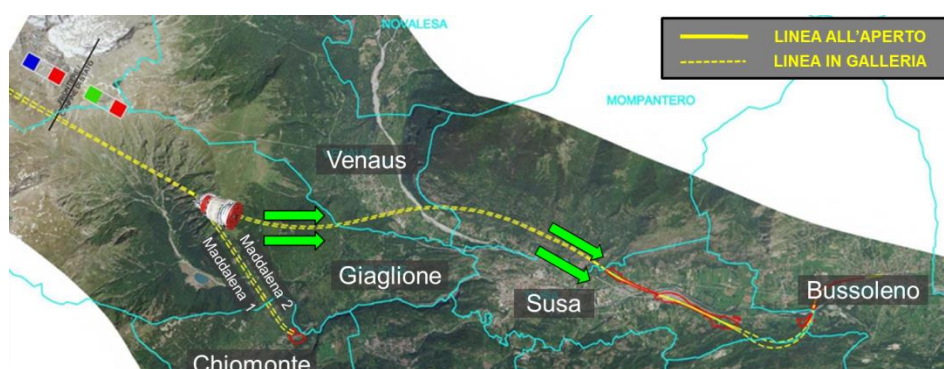 NOVALESA
LINEA ALL'APERTO
LINEA IN GALLERIA
MOMPANTERO
Venaus
Maddalena 2
Maddalena 1
Giaglione
Susa
Bussoleno
Chiomonte